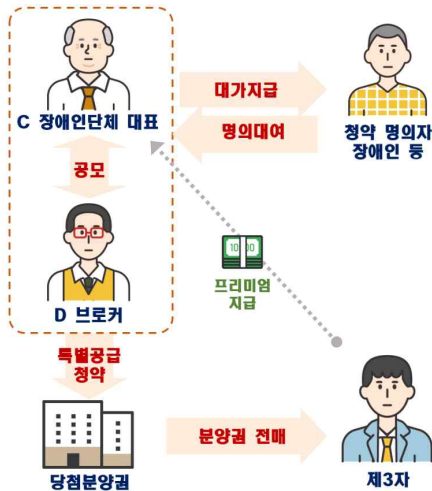 대가지급
명의대여
C 장애인단체 대표
청약 명의자
장애인 등
공모
10 00
프리미엄
지급
D 브로커
특별공급
청약
분양권 전매
당첨분양권
제3자